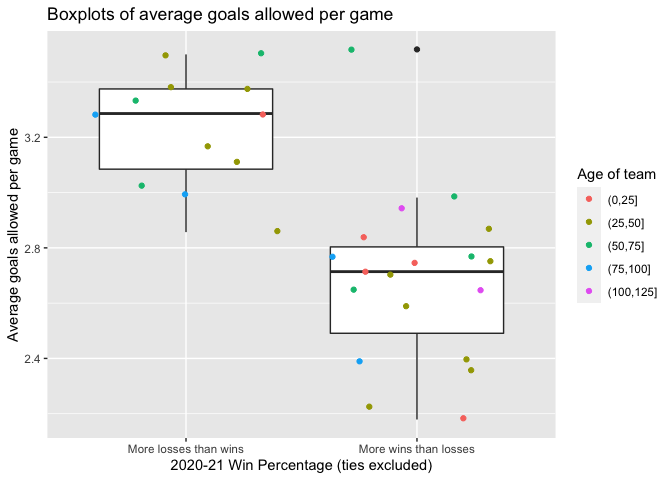 Boxplots of average goals allowed per game
Average goals allowed per game
3.2
2.8
2.4
More losses than wins
More wins than losses
2020-21 Win Percentage (ties excluded)
Age of team
(0,25]
(25,50]
(50,75]
(75,100]
(100,125]